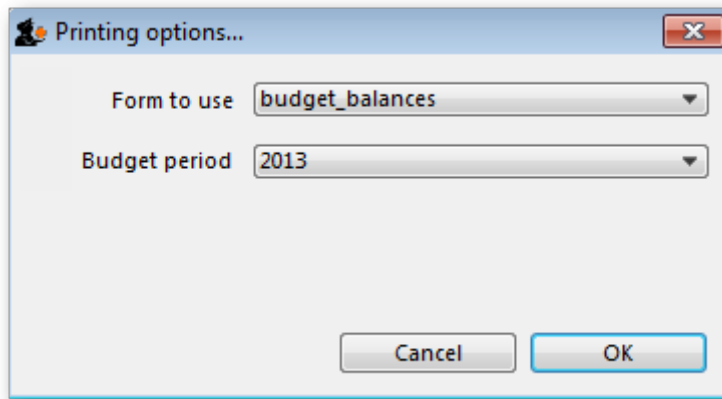 Printing options...
Form to use budget_balances
Budget period 2013
Cancel OK